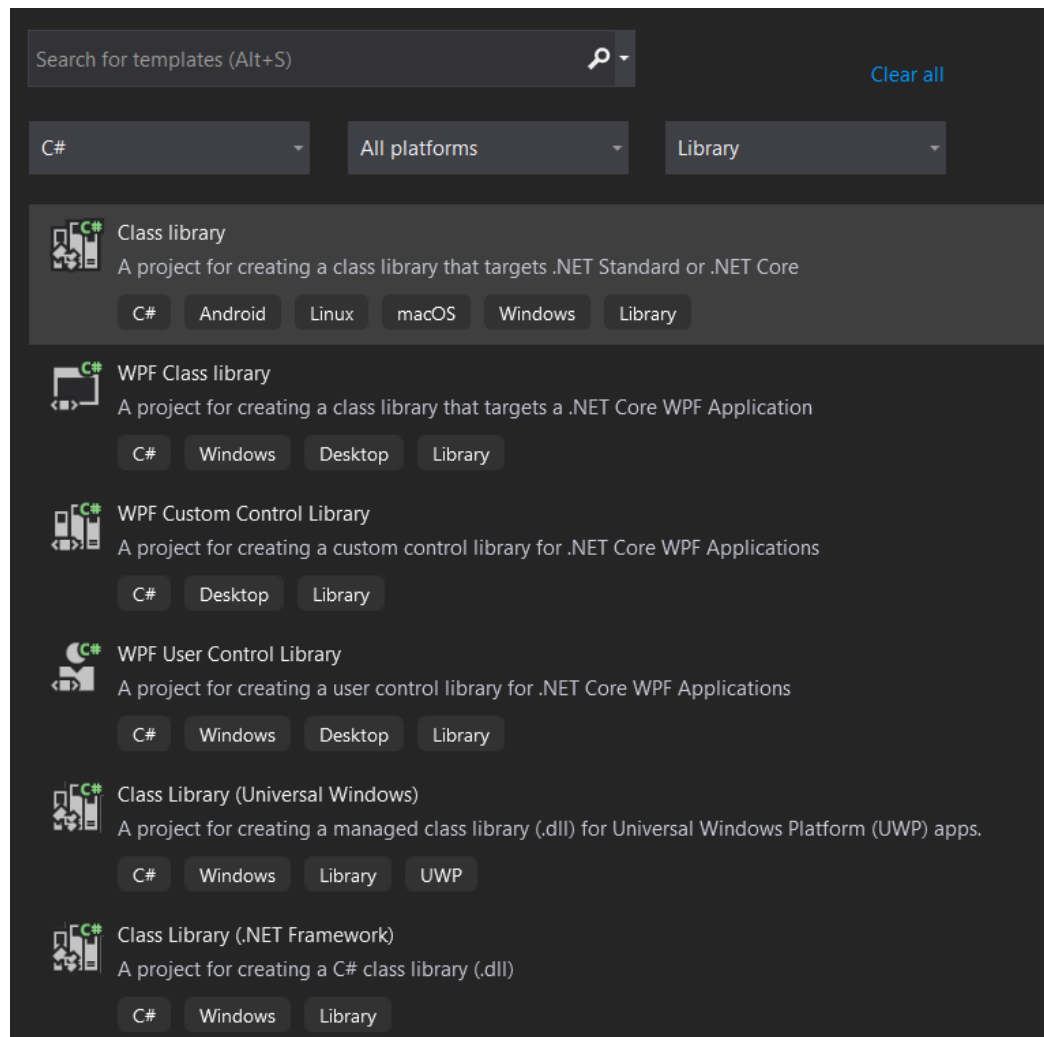 Search for templates (Alt+S)
Clear all
C#
All platforms
Library
C#
Class library
A project for creating a class library that targets .NET Standard or .NET Core
C# Android Linux macOS Windows Library
C#
WPF Class library
A project for creating a class library that targets a .NET Core WPF Application
C# Windows Desktop Library
C#
WPF Custom Control Library
A project for creating a custom control library for .NET Core WPF Applications
C# Desktop Library
C#
WPF User Control Library
A project for creating a user control library for .NET Core WPF Applications
C# Windows Desktop Library
C#
Class Library (Universal Windows)
A project for creating a managed class library (.dll) for Universal Windows Platform (UWP) apps.
C# Windows Library UWP
C#
Class Library (.NET Framework)
A project for creating a C# class library (.dll)
C# Windows Library